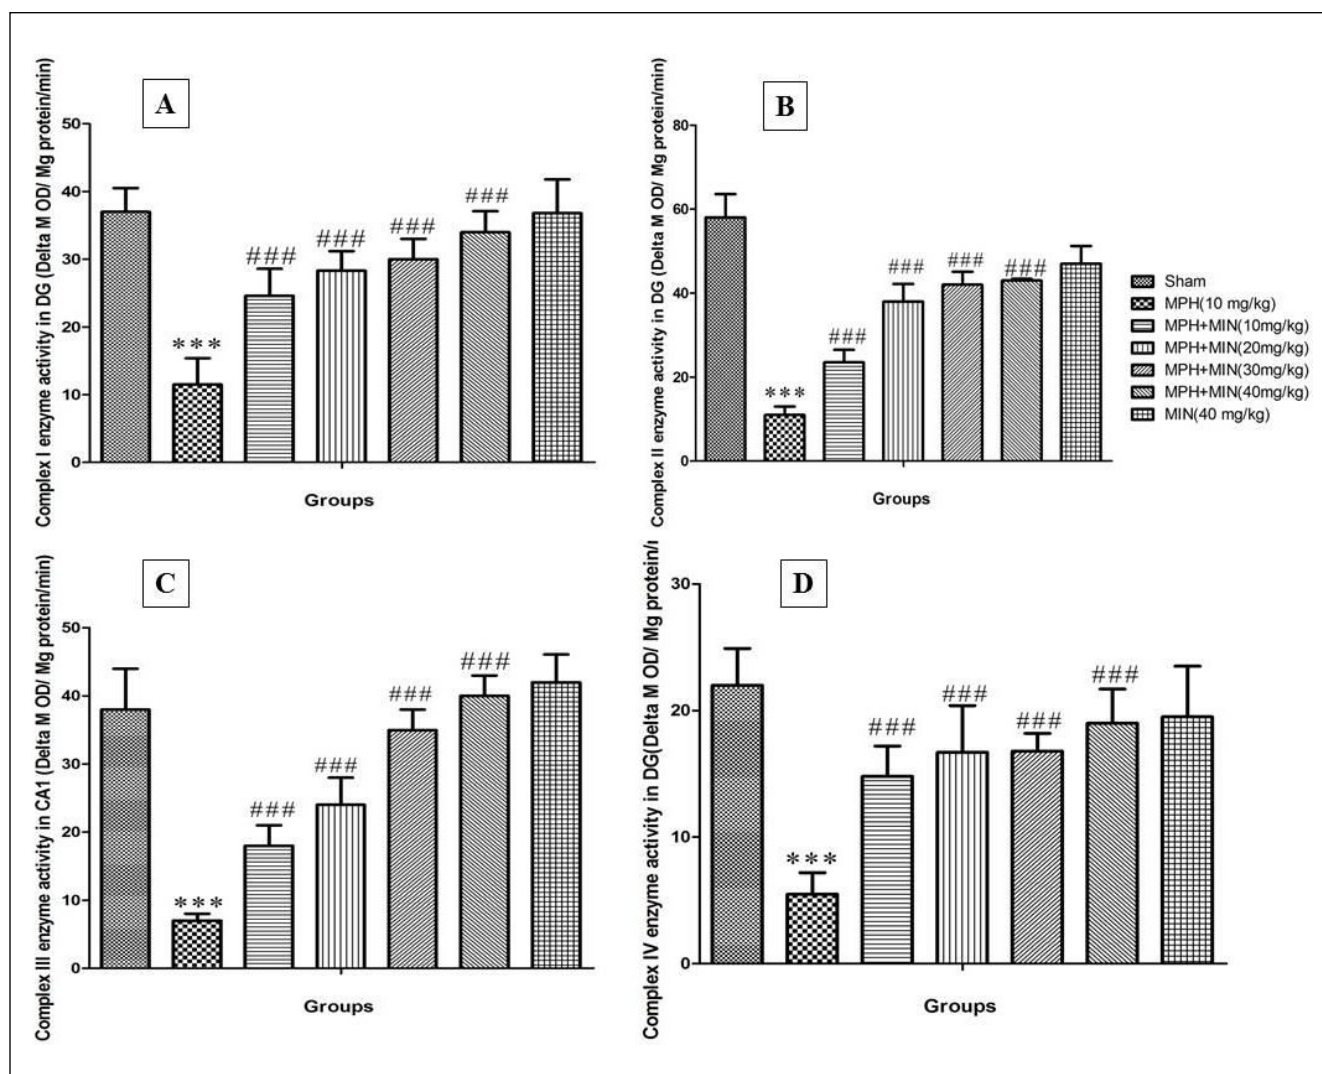 A
Complex I enzyme activity in DG (Delta M OD/ Mg protein/min)
50
40
30
20
10
0
***
###
###
###
###
Groups
B
Complex II enzyme activity in DG (Delta M OD/ Mg protein/min)
80
60
40
20
0
***
###
###
###
###
Groups
Sham
MPH(10 mg/kg)
MPH+MIN(10mg/kg)
MPH+MIN(20mg/kg)
MPH+MIN(30mg/kg)
MPH+MIN(40mg/kg)
MIN(40 mg/kg)
C
Complex III enzyme activity in CA1 (Delta M OD/ Mg protein/min)
50
40
30
20
10
0
***
###
###
###
###
Groups
D
Complex IV enzyme activity in DG(Delta M OD/ Mg protein/
30
20
10
0
***
###
###
###
###
Groups